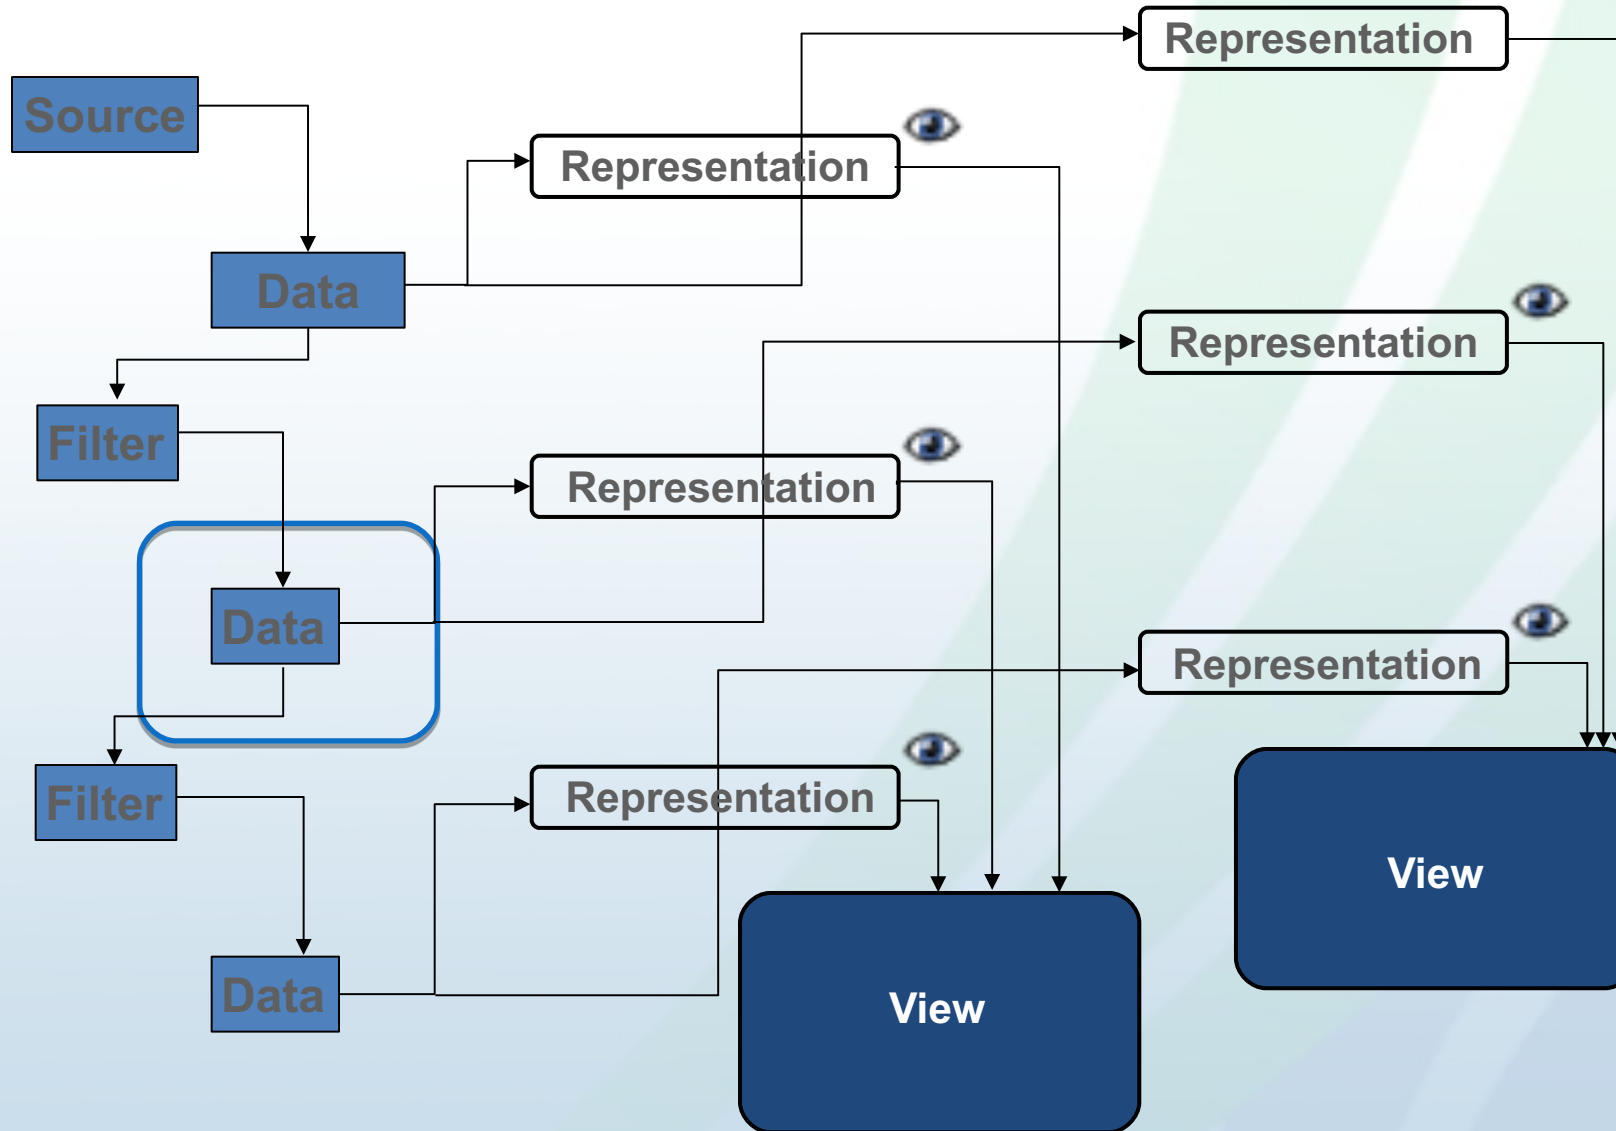 Representation
Source
Representation
Data
Representation
Filter
Representation
Data
Representation
Filter
Representation
View
Data
View